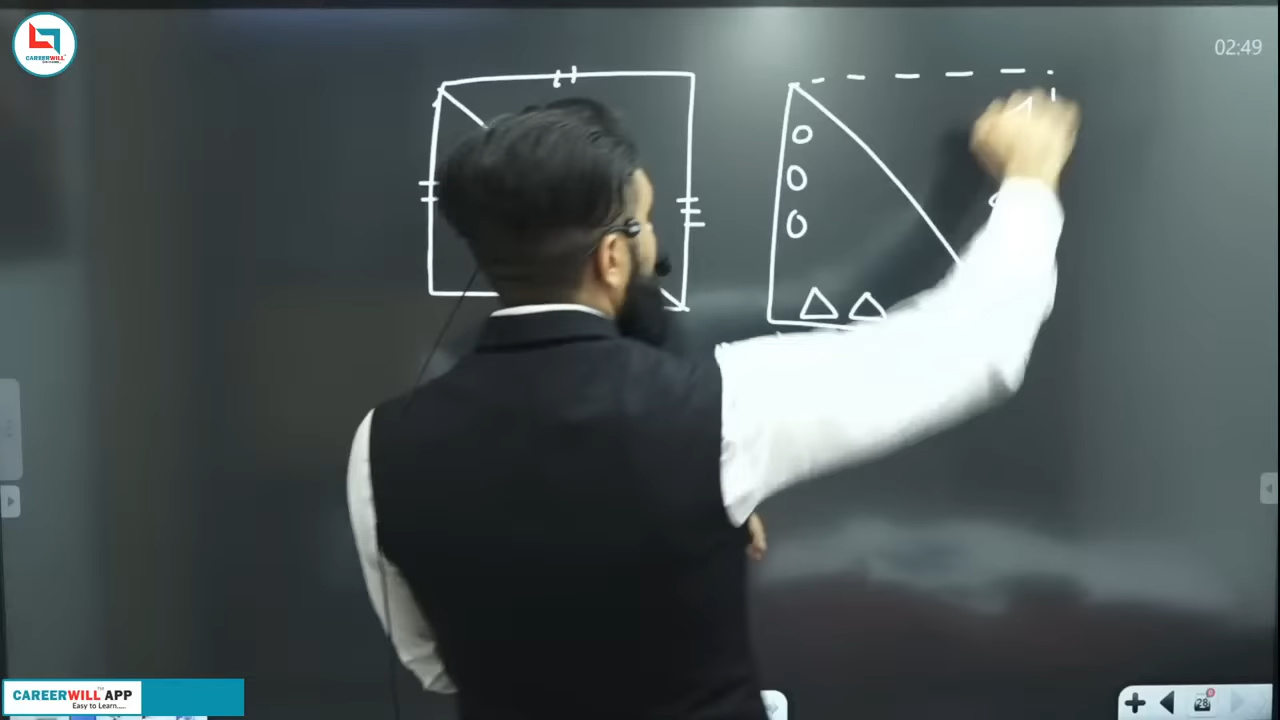 CAREERWILL
02:49
CAREERWILL APP
Easy to Learn.....
28